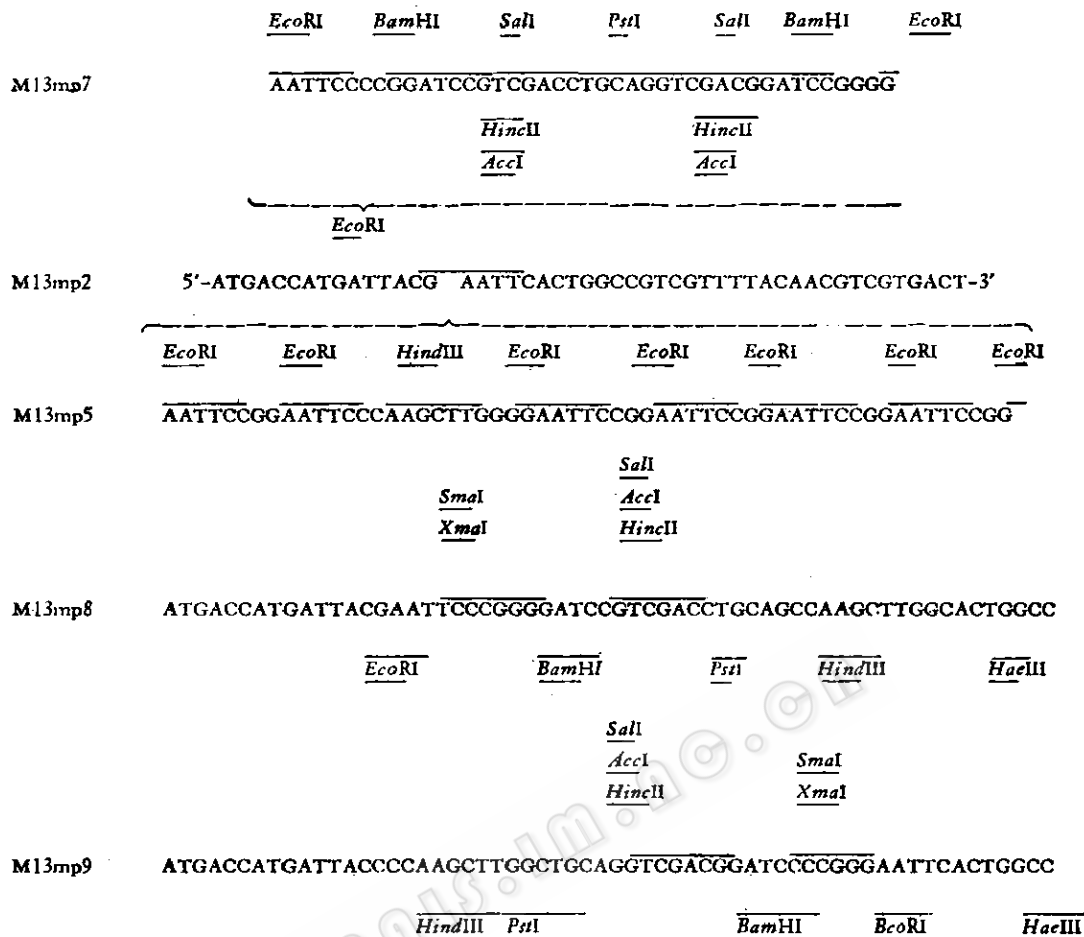 EcoRI BamHI SalI PstI SalI BamHI EcoRI
M13mp7 AATTCCCCGGATCCGTCGACCTGCAGGTCGACGGATCCGGGG
HincII HincII
AccI AccI
EcoRI
M13mp2 5'-ATGACCATGATTACG AATTCACTGGCCGTCGTTTTACAACGTCGTGACT-3'
EcoRI EcoRI HindIII EcoRI EcoRI EcoRI EcoRI EcoRI
M13mp5 AATTCCGGAATTCCCAAGCTTGGGGAATTCCGGAATTCCGGAATTCCGGAATTCCGG
SalI
SmaI AccI
XmaI HincII
M13mp8 ATGACCATGATTACGAATTCCCGGGGATCCGTCGACCTGCAGCCAAGCTTGGCACTGGCC
EcoRI BamHI PstI HindIII HaeIII
SalI
AccI SmaI
HincII XmaI
M13mp9 ATGACCATGATTACCCCAAGCTTGGCTGCAGGTCGACGGATCCCCGGGAATTCACTGGCC
HindIII PstI BamHI BcoRI HaeIII